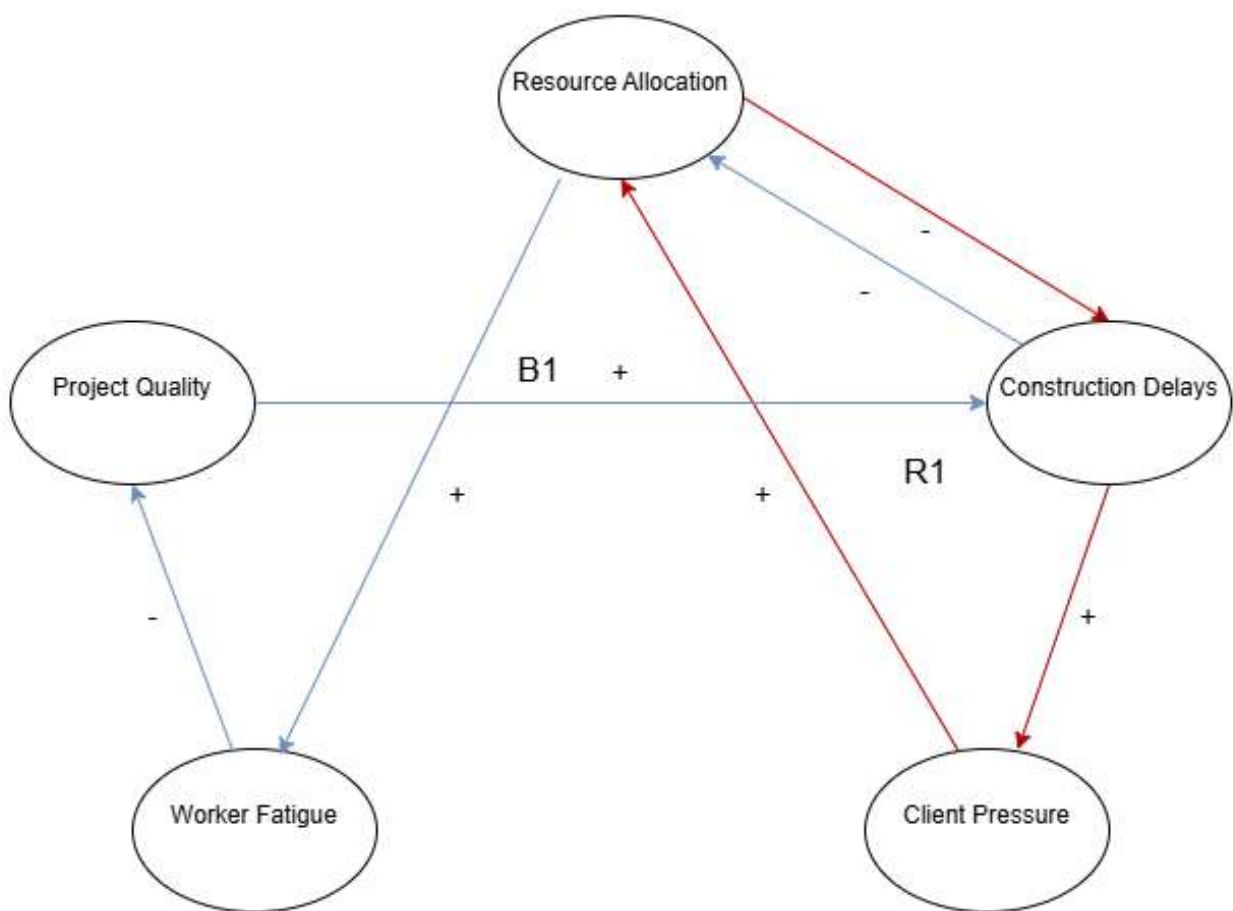 Resource Allocation
-
-
Project Quality
B1
+
Construction Delays
R1
+
+
-
+
Worker Fatigue
Client Pressure